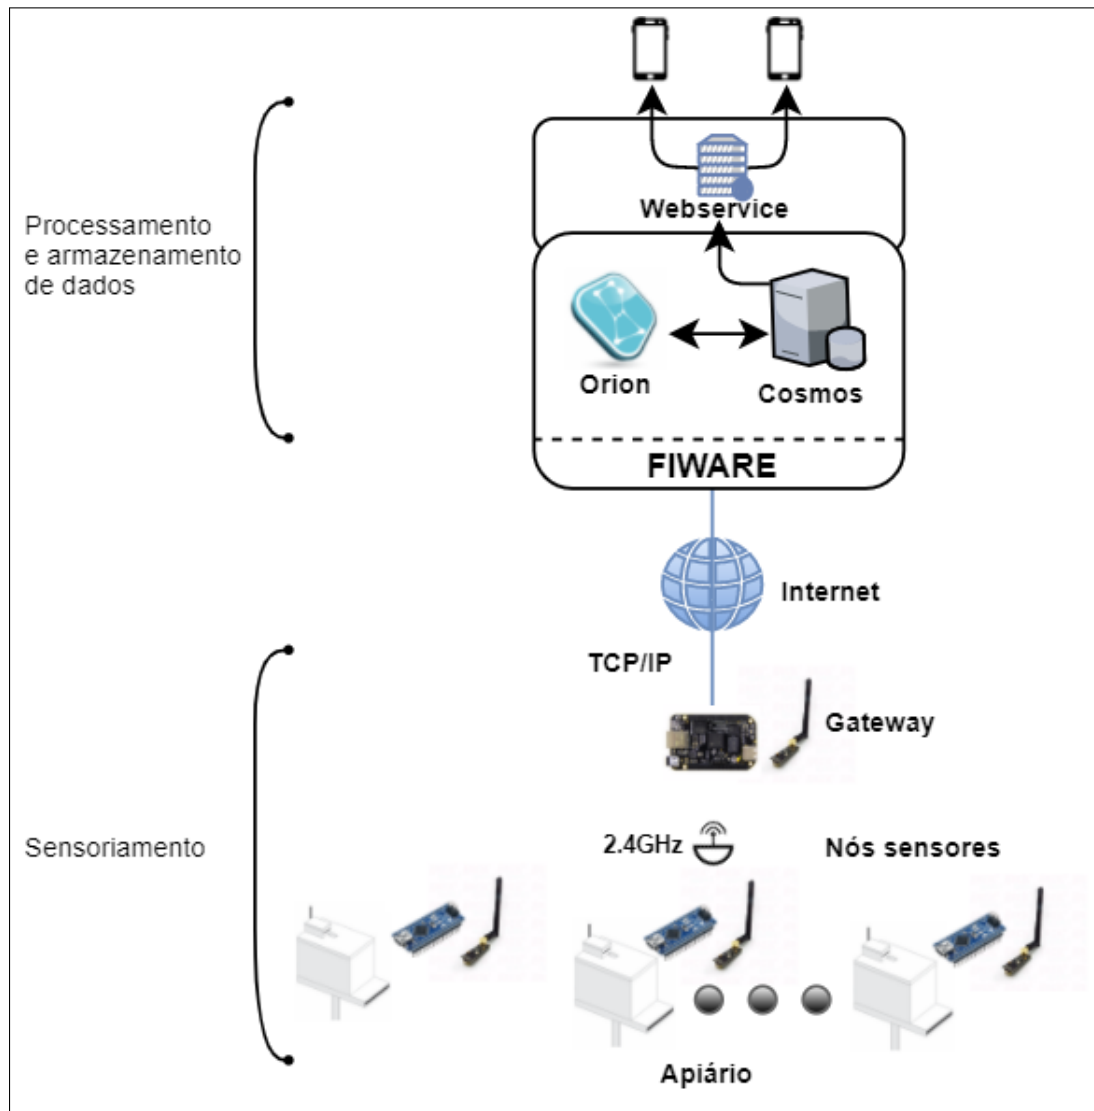 Processamento
e armazenamento
de dados
Webservice
Orion
Cosmos
FIWARE
Internet
TCP/IP
Gateway
Sensoriamento
2.4GHz
Nós sensores
Apiário